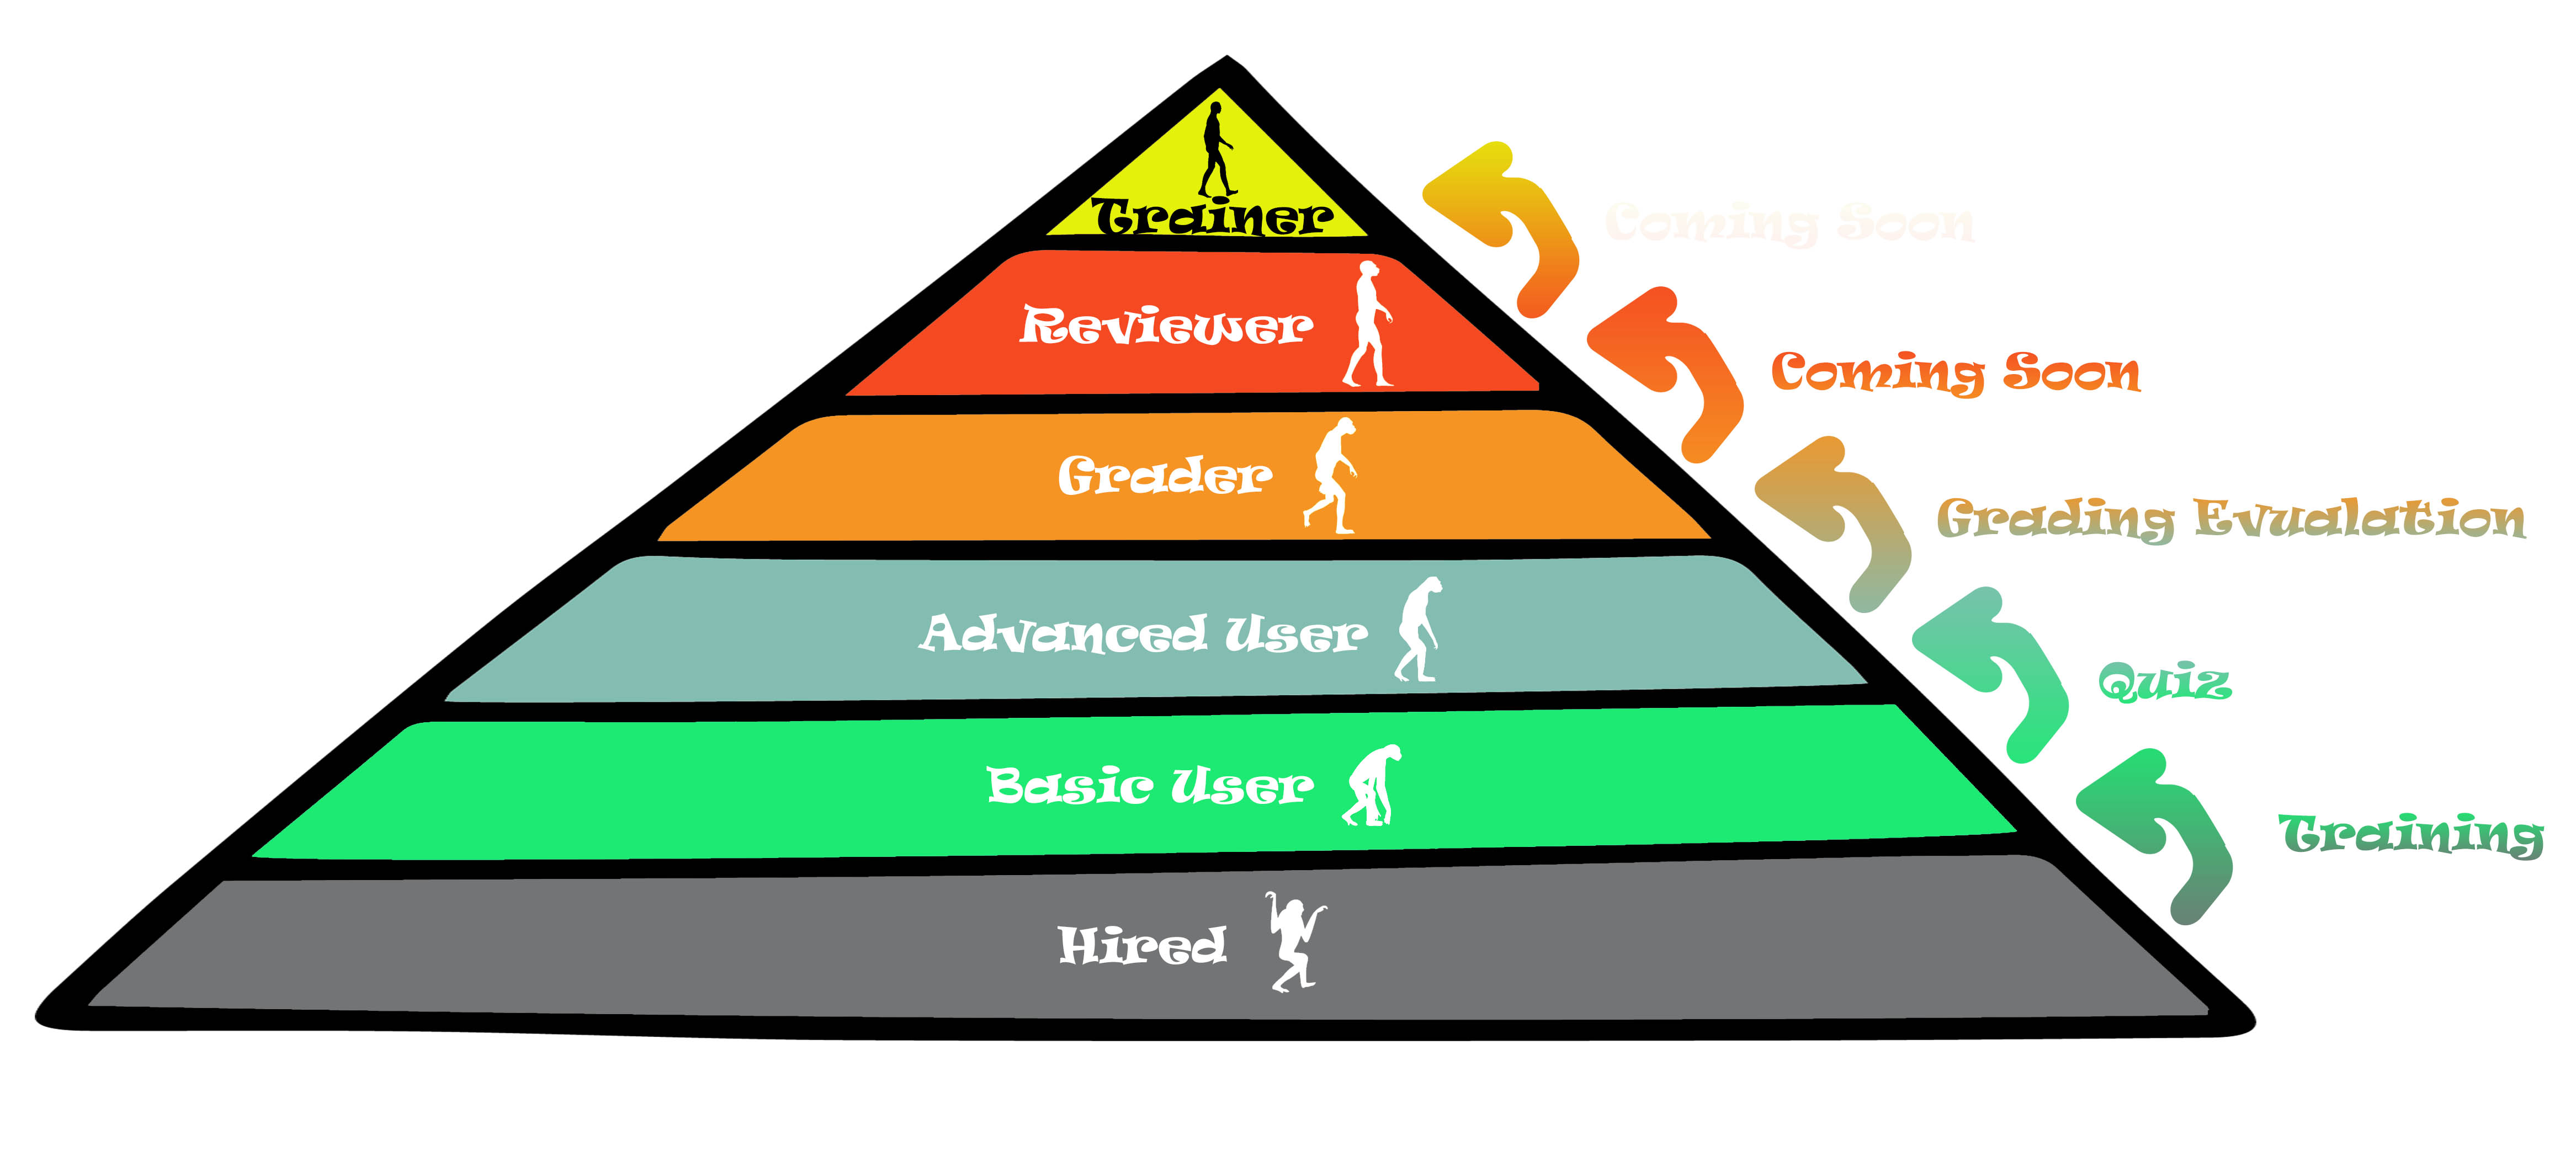 Trainer
Coming Soon
Reviewer
Coming Soon
Grader
Grading Evualation
Advanced User
Quiz
Basic User
Training
Hired